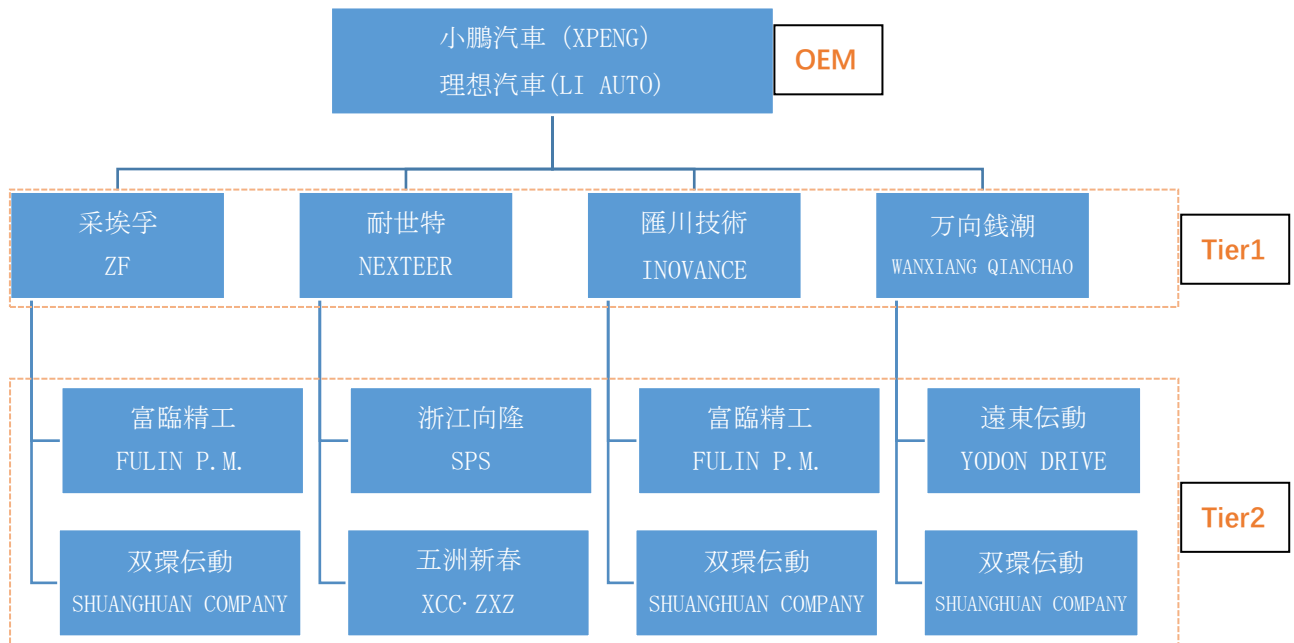 小鵬汽車 (XPENG)
理想汽車(LI AUTO)
OEM
采埃孚
ZF
耐世特
NEXTEER
匯川技術
INOVANCE
万向銭潮
WANXIANG QIANCHAO
Tier1
富臨精工
FULIN P.M.
浙江向隆
SPS
富臨精工
FULIN P.M.
遠東伝動
YODON DRIVE
Tier2
双環伝動
SHUANGHUAN COMPANY
五洲新春
XCC·ZXZ
双環伝動
SHUANGHUAN COMPANY
双環伝動
SHUANGHUAN COMPANY